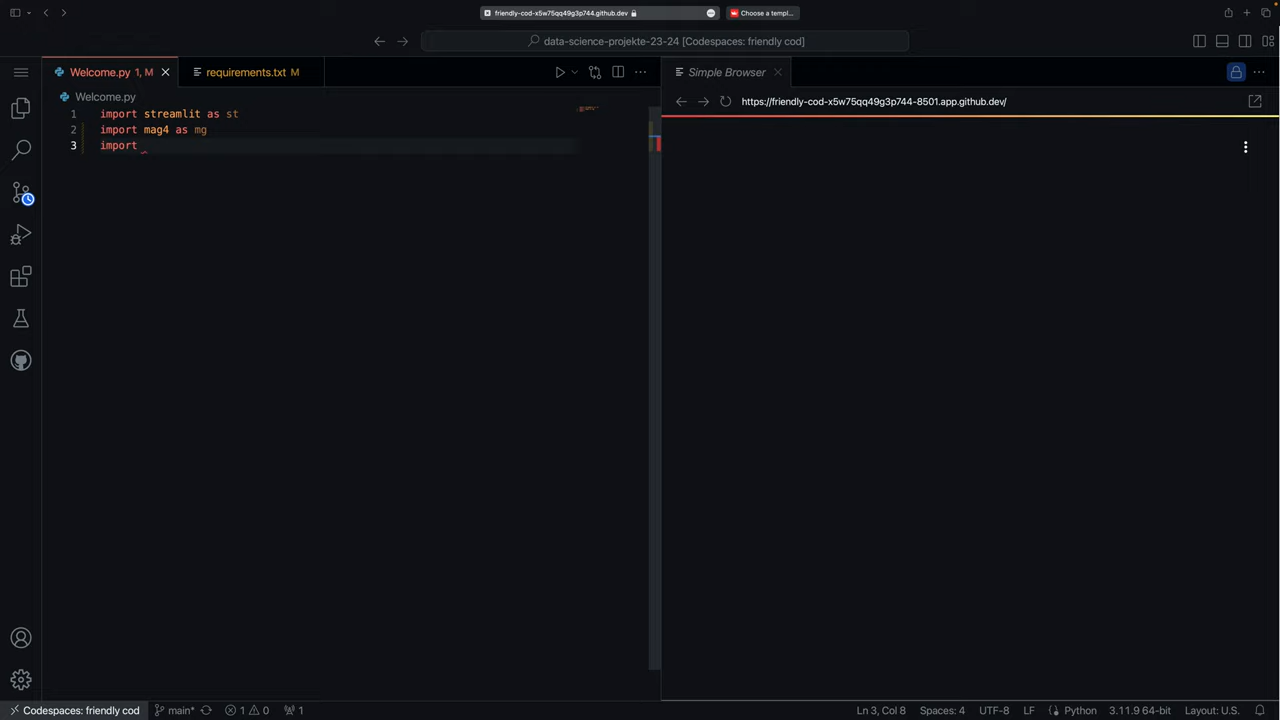 friendly-cod-x5w75qq49g3p744.github.dev
Choose a templ...
data-science-projekte-23-24 [Codespaces: friendly cod]
Welcome.py 1, M
requirements.txt M
Simple Browser
Welcome.py
https://friendly-cod-x5w75qq49g3p744-8501.app.github.dev/
1 import streamlit as st
2 import mag4 as mg
3 import
Codespaces: friendly cod
main*
1 0
1
Ln 3, Col 8
Spaces: 4
UTF-8
LF
Python
3.11.9 64-bit
Layout: U.S.